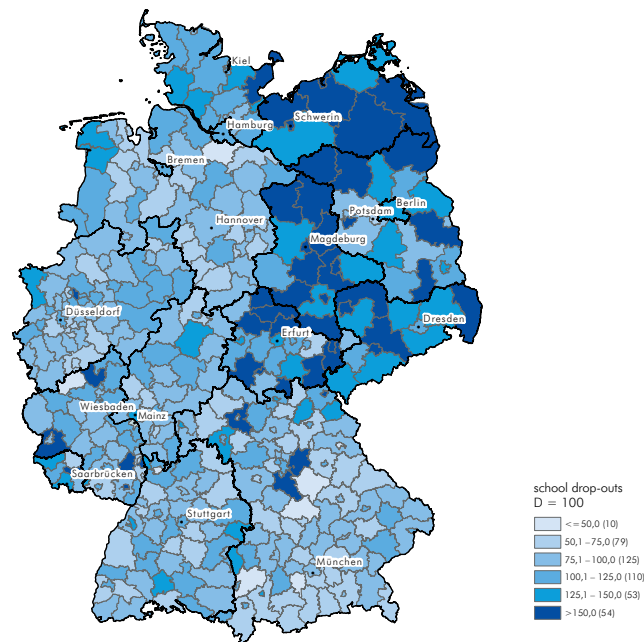 Kiel
Schwerin
Hamburg
Bremen
Berlin
Potsdam
Hannover
Magdeburg
Düsseldorf
Dresden
Erfurt
Wiesbaden
Mainz
Saarbrücken
Stuttgart
München
school drop-outs
D = 100
<= 50,0 (10)
50,1 – 75,0 (79)
75,1 – 100,0 (125)
100,1 – 125,0 (110)
125,1 – 150,0 (53)
>150,0 (54)